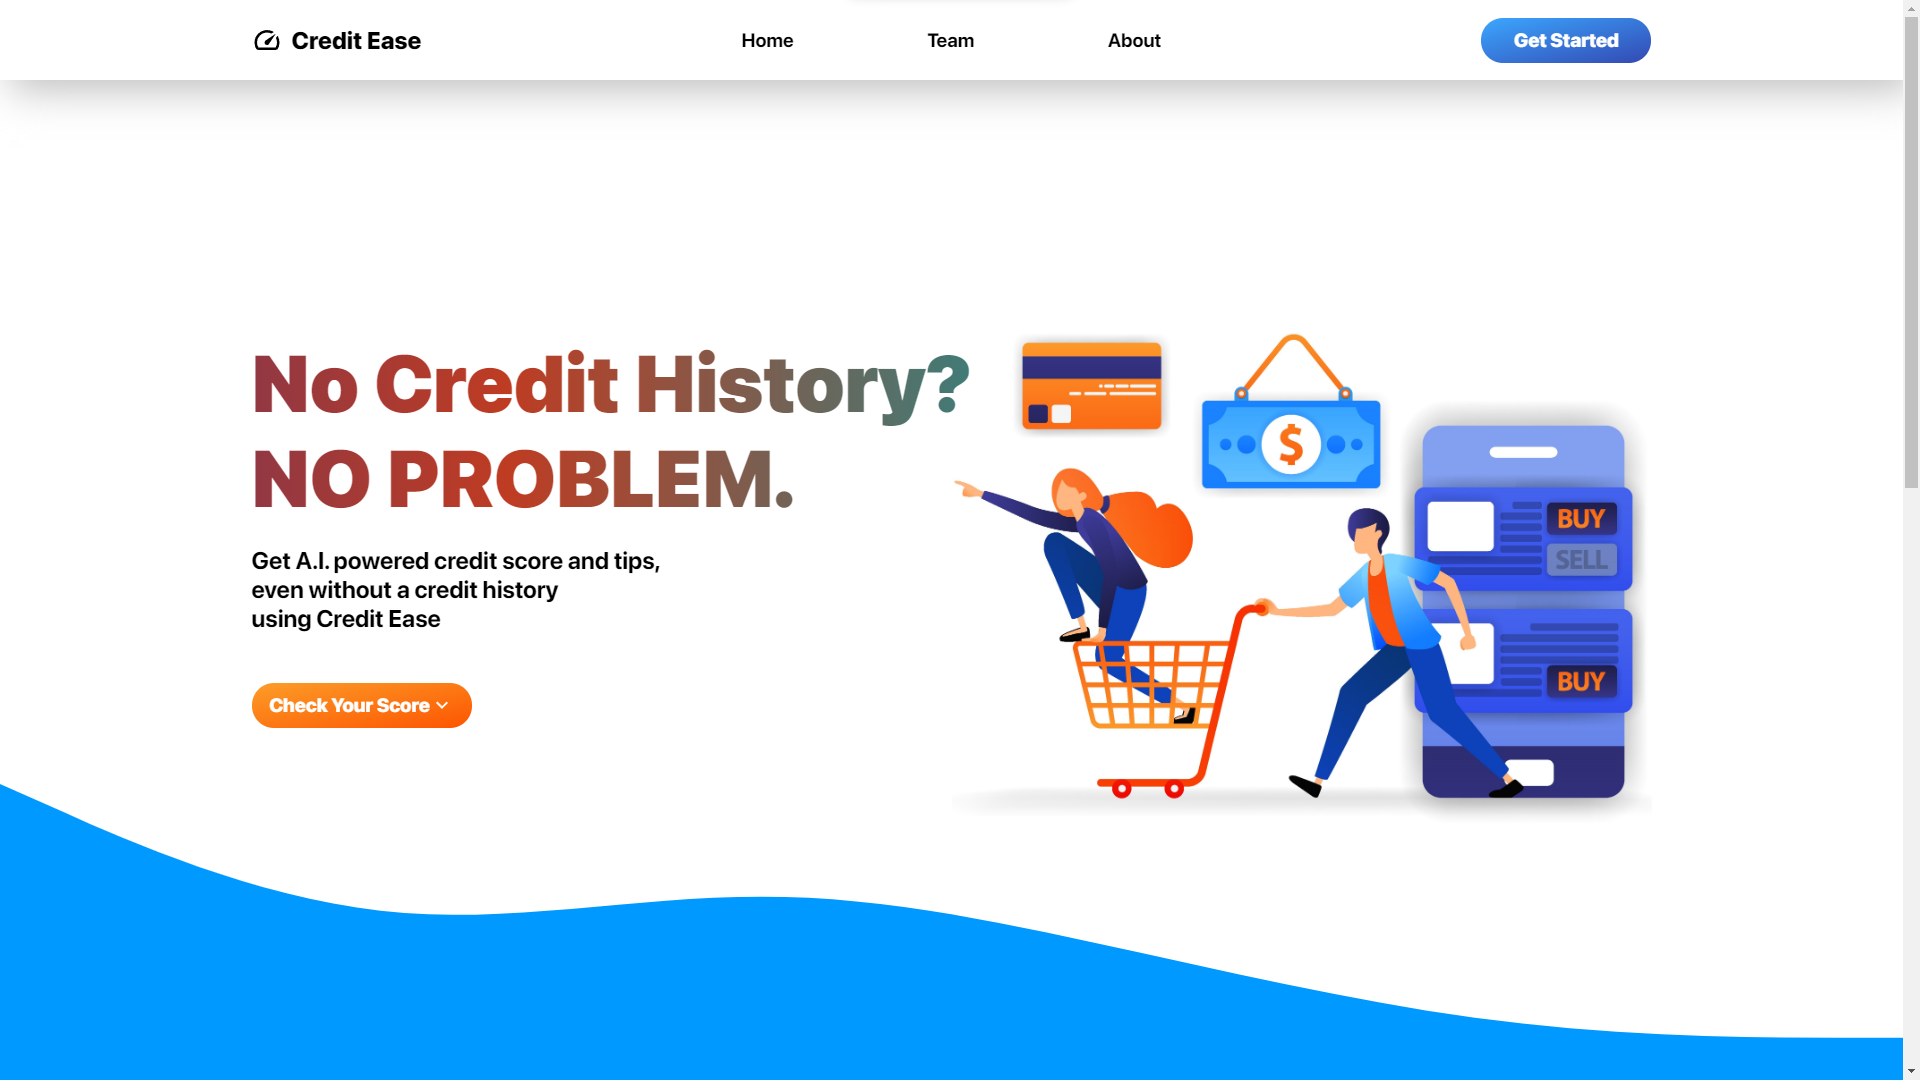 Credit Ease
Home
Team
About
Get Started
No Credit History?
NO PROBLEM.
Get A.I. powered credit score and tips,
even without a credit history
using Credit Ease
Check Your Score
$
BUY
SELL
BUY